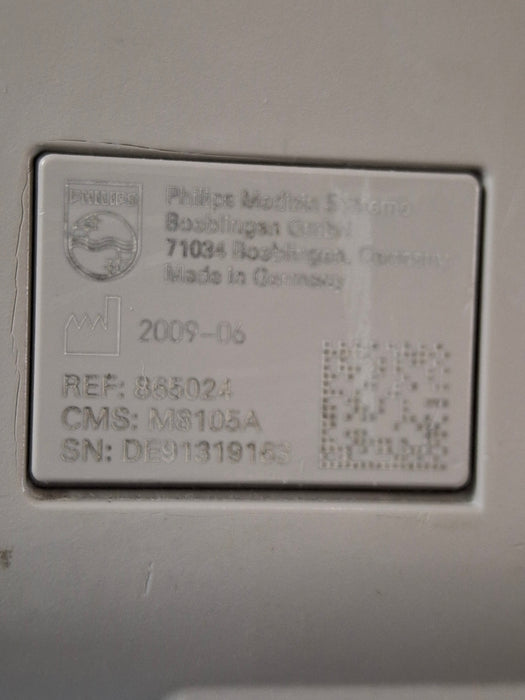 PHILIPS
Philips Medizin Systeme
Boeblingen GmbH
71034 Boeblingen, Germany
Made in Germany
2009-06
REF: 865024
CMS: M8105A
SN: